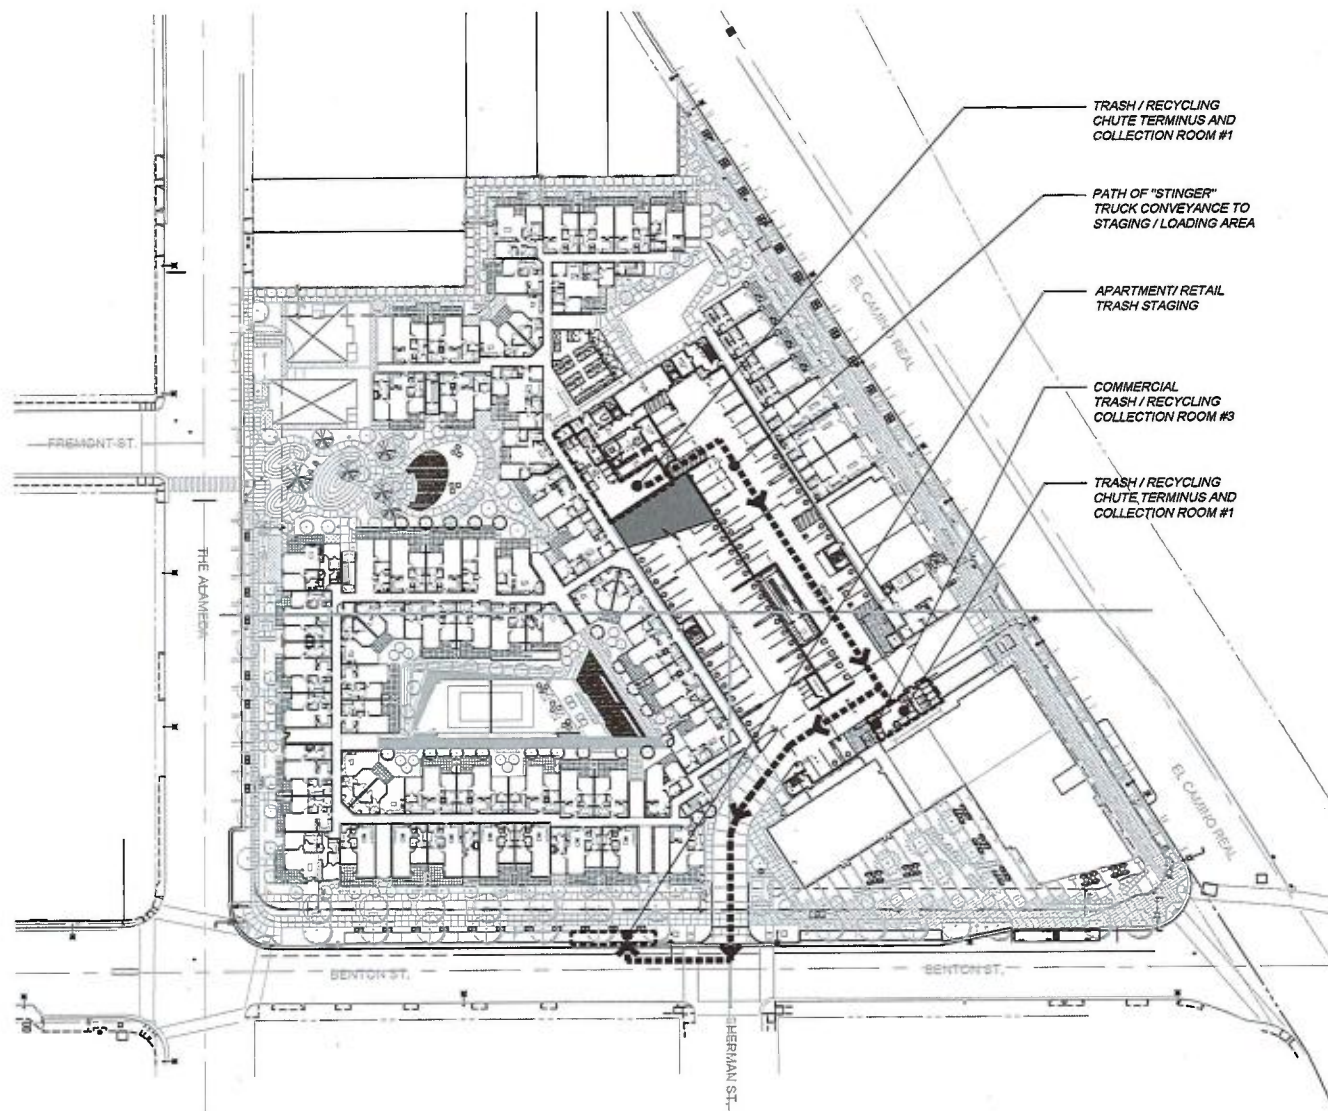 TRASH / RECYCLING
CHUTE TERMINUS AND
COLLECTION ROOM #1
PATH OF "STINGER"
TRUCK CONVEYANCE TO
STAGING / LOADING AREA
EL CAMINO REAL
APARTMENT/ RETAIL
TRASH STAGING
COMMERCIAL
TRASH / RECYCLING
COLLECTION ROOM #3
FREMONT ST.
TRASH / RECYCLING
CHUTE TERMINUS AND
COLLECTION ROOM #1
THE ALAMEDA
EL CAMINO REAL
BENTON ST.
BENTON ST.
SHERMAN ST.